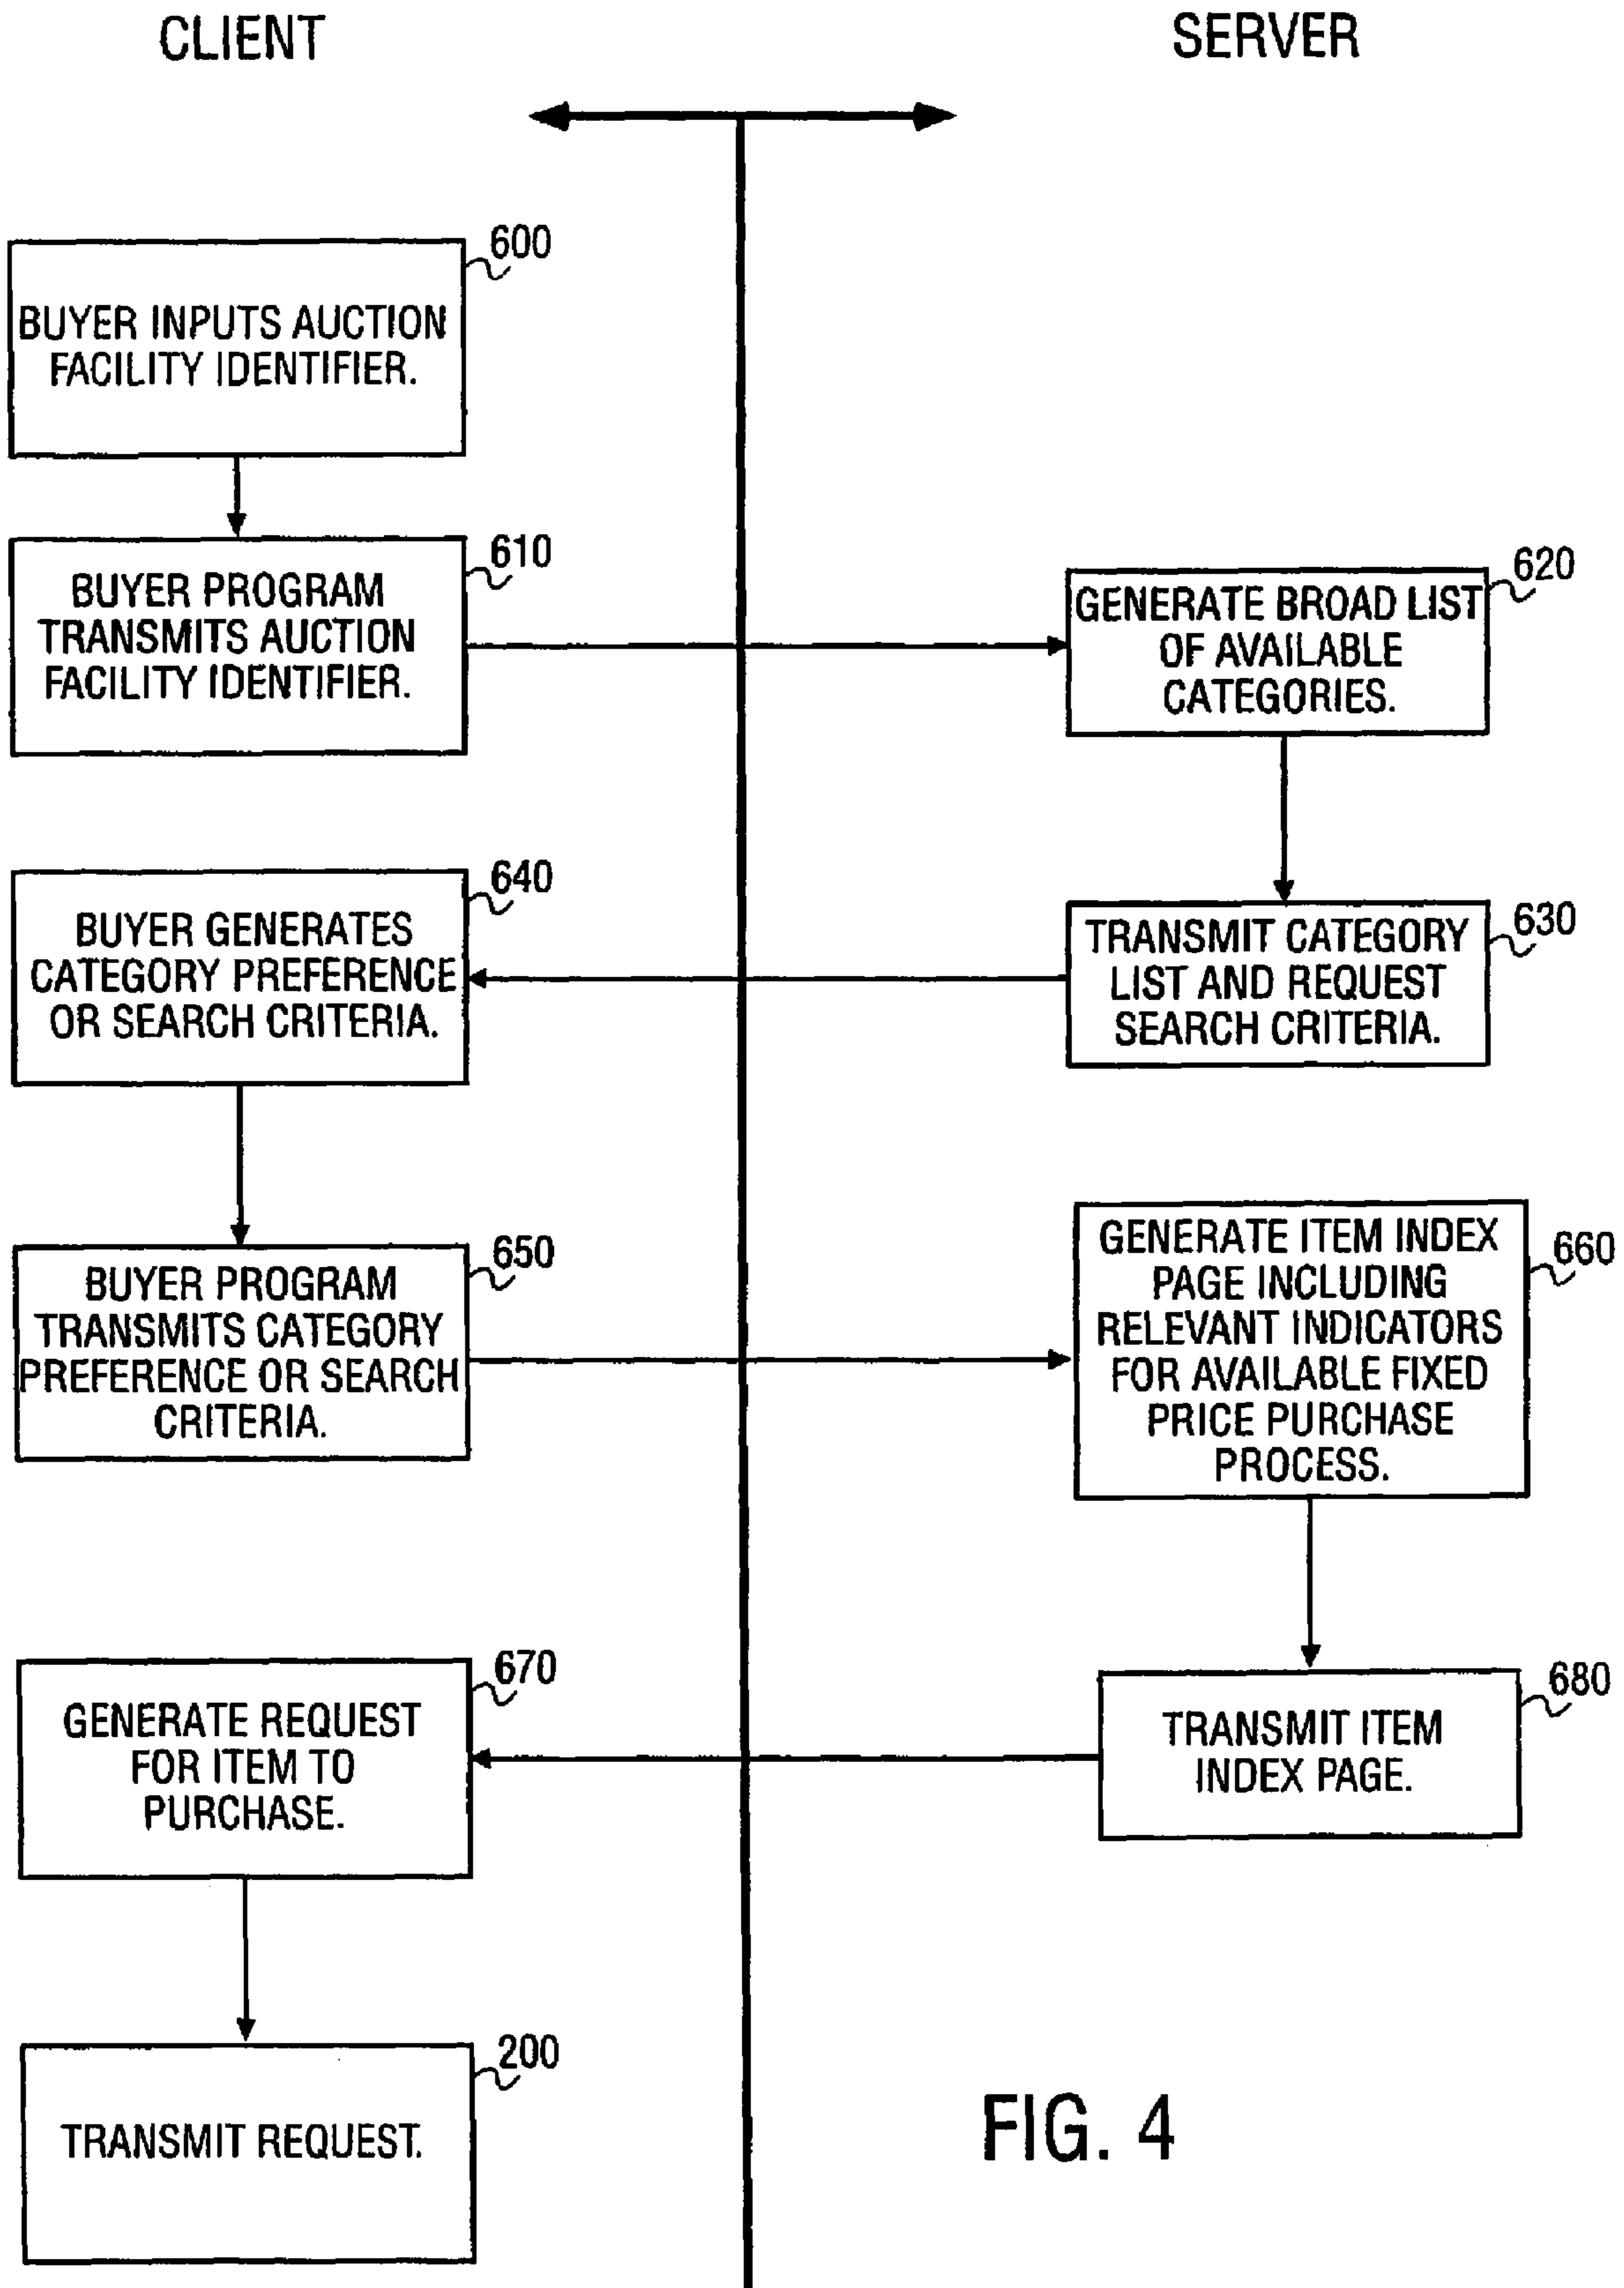 CLIENT
SERVER
600
BUYER INPUTS AUCTION
FACILITY IDENTIFIER.
610
BUYER PROGRAM
TRANSMITS AUCTION
FACILITY IDENTIFIER.
620
GENERATE BROAD LIST
OF AVAILABLE
CATEGORIES.
640
BUYER GENERATES
CATEGORY PREFERENCE
OR SEARCH CRITERIA.
630
TRANSMIT CATEGORY
LIST AND REQUEST
SEARCH CRITERIA.
650
BUYER PROGRAM
TRANSMITS CATEGORY
PREFERENCE OR SEARCH
CRITERIA.
660
GENERATE ITEM INDEX
PAGE INCLUDING
RELEVANT INDICATORS
FOR AVAILABLE FIXED
PRICE PURCHASE
PROCESS.
670
GENERATE REQUEST
FOR ITEM TO
PURCHASE.
680
TRANSMIT ITEM
INDEX PAGE.
200
TRANSMIT REQUEST.
FIG. 4